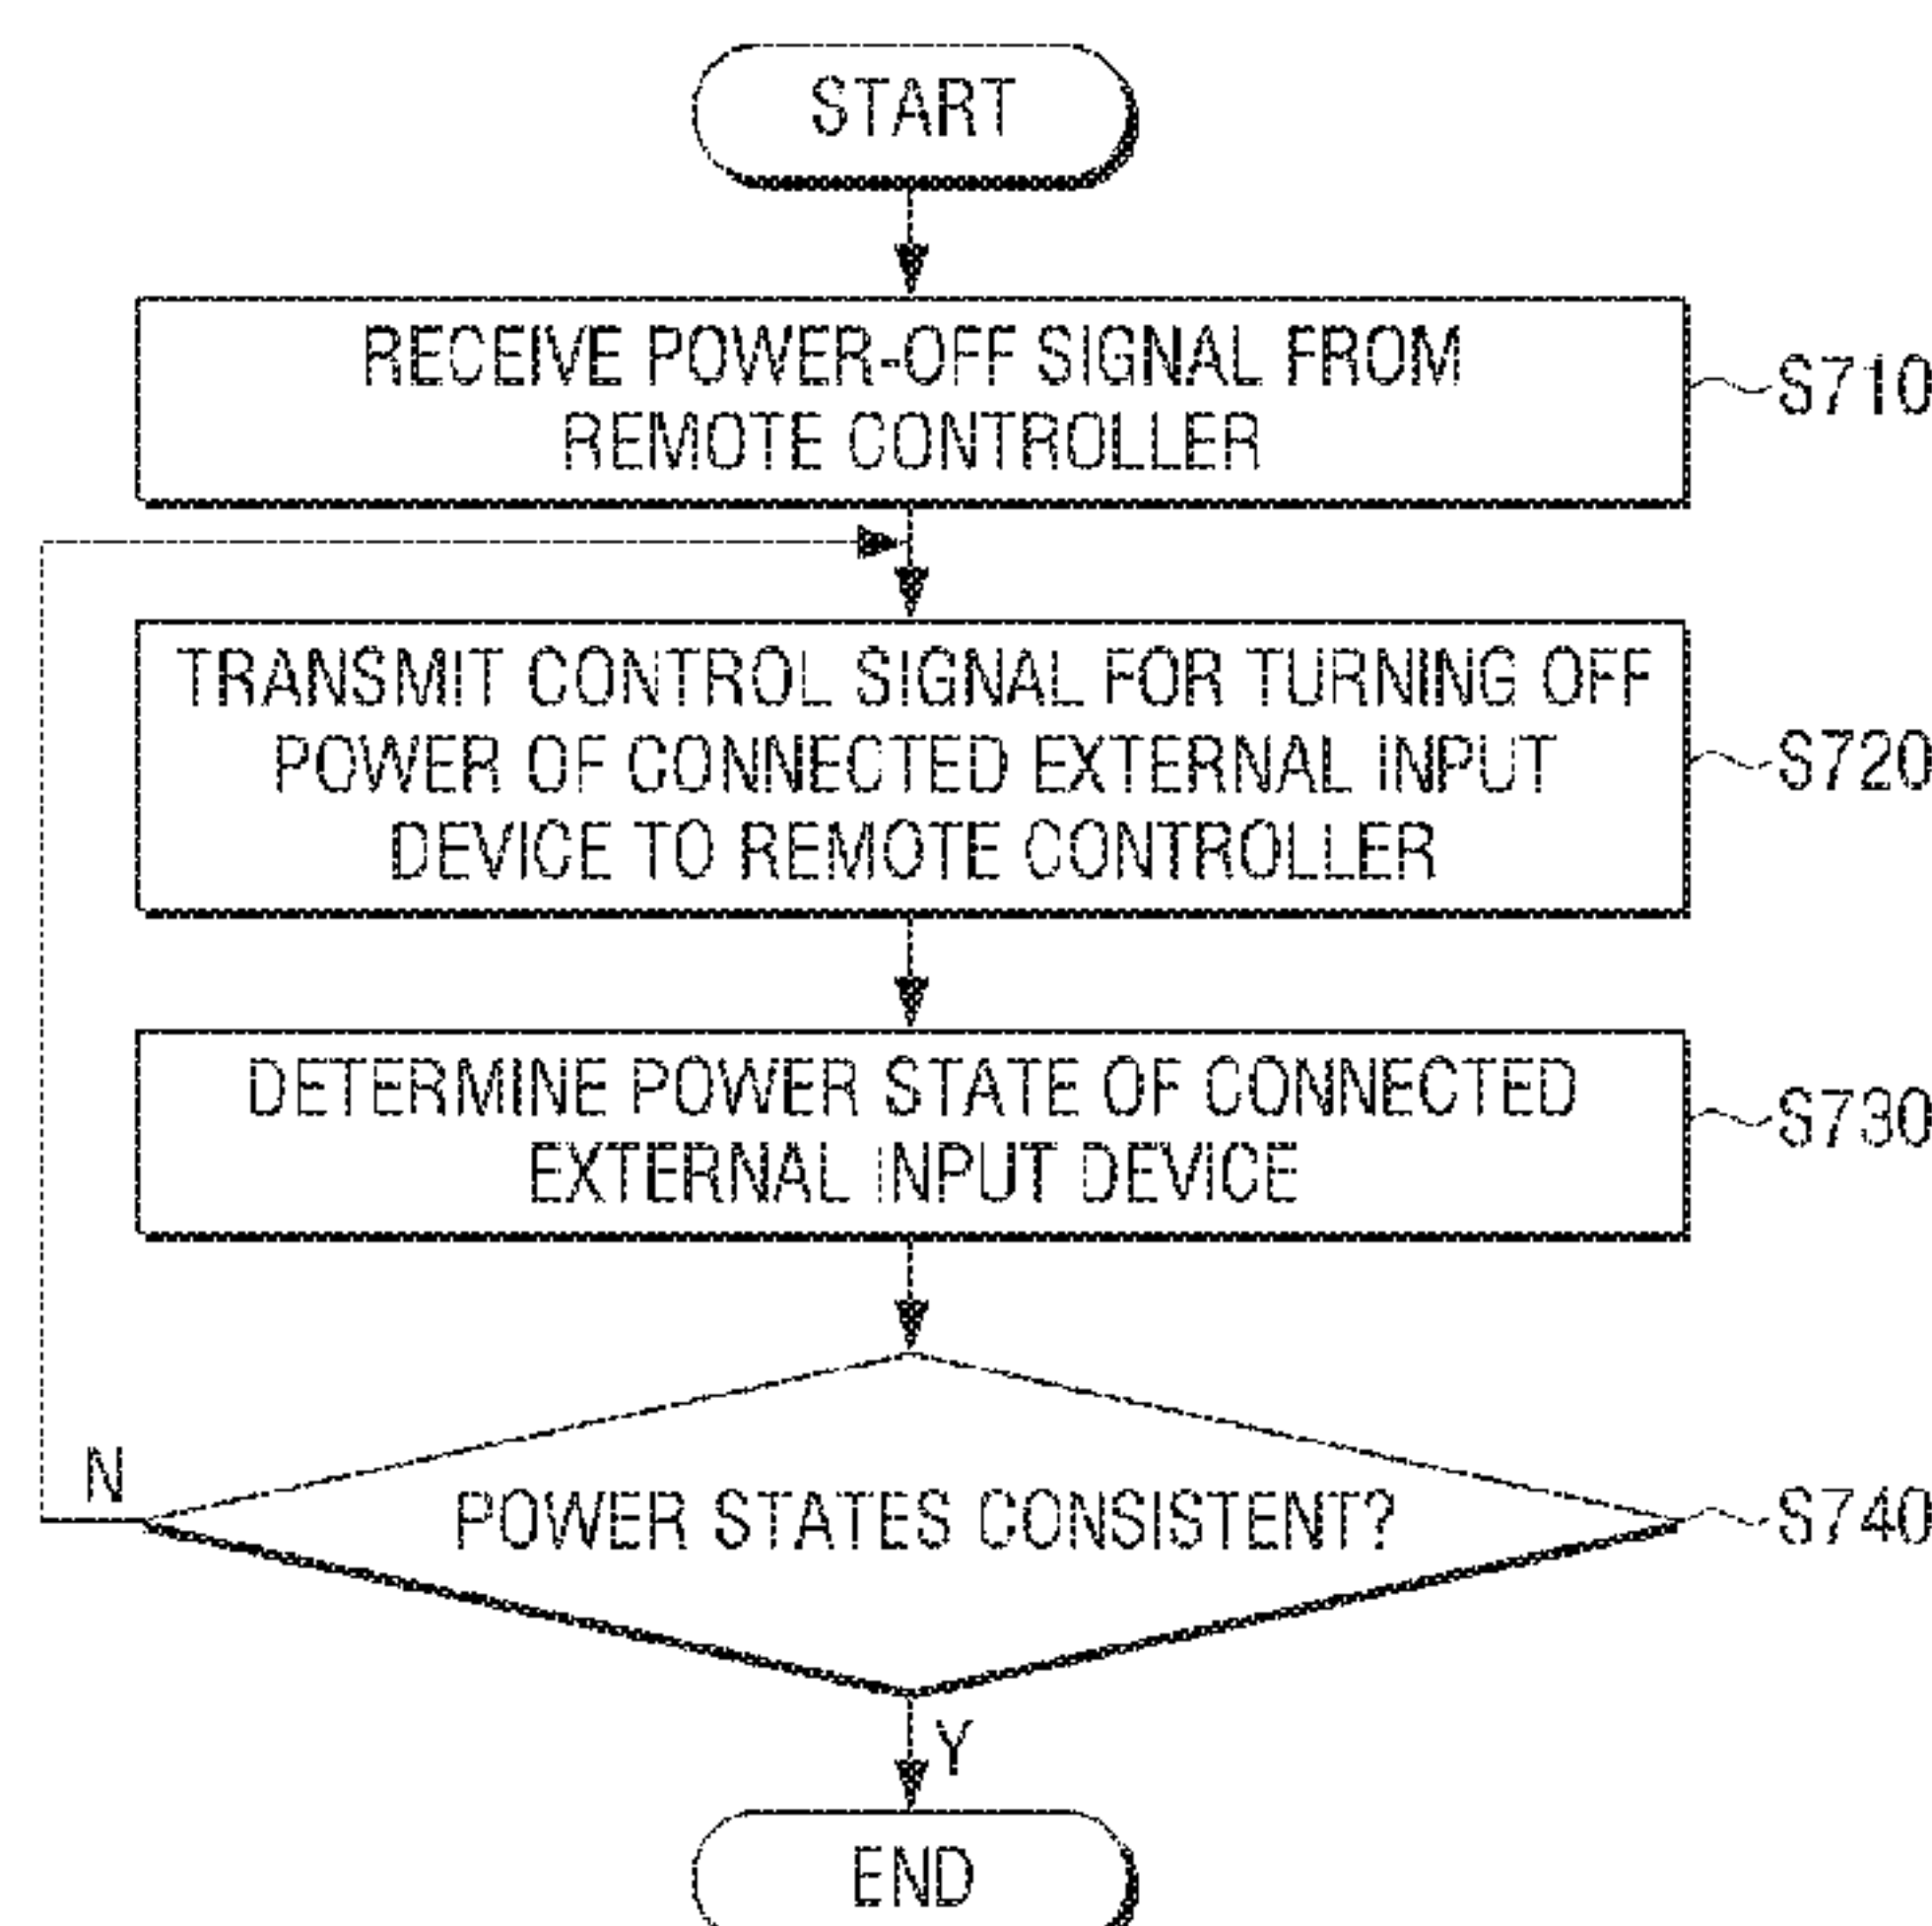 START
RECEIVE POWER-OFF SIGNAL FROM
REMOTE CONTROLLER
S710
TRANSMIT CONTROL SIGNAL FOR TURNING OFF
POWER OF CONNECTED EXTERNAL INPUT
DEVICE TO REMOTE CONTROLLER
S720
DETERMINE POWER STATE OF CONNECTED
EXTERNAL INPUT DEVICE
S730
N
POWER STATES CONSISTENT?
S740
Y
END